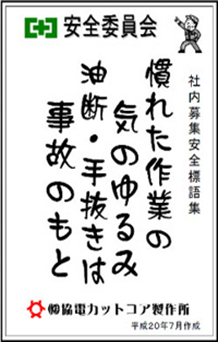 安全委員会
社内募集安全標語集
慣れた作業の
気のゆるみ
油断・手抜きは
事故のもと
㈲協電カットコア製作所
平成20年7月作成